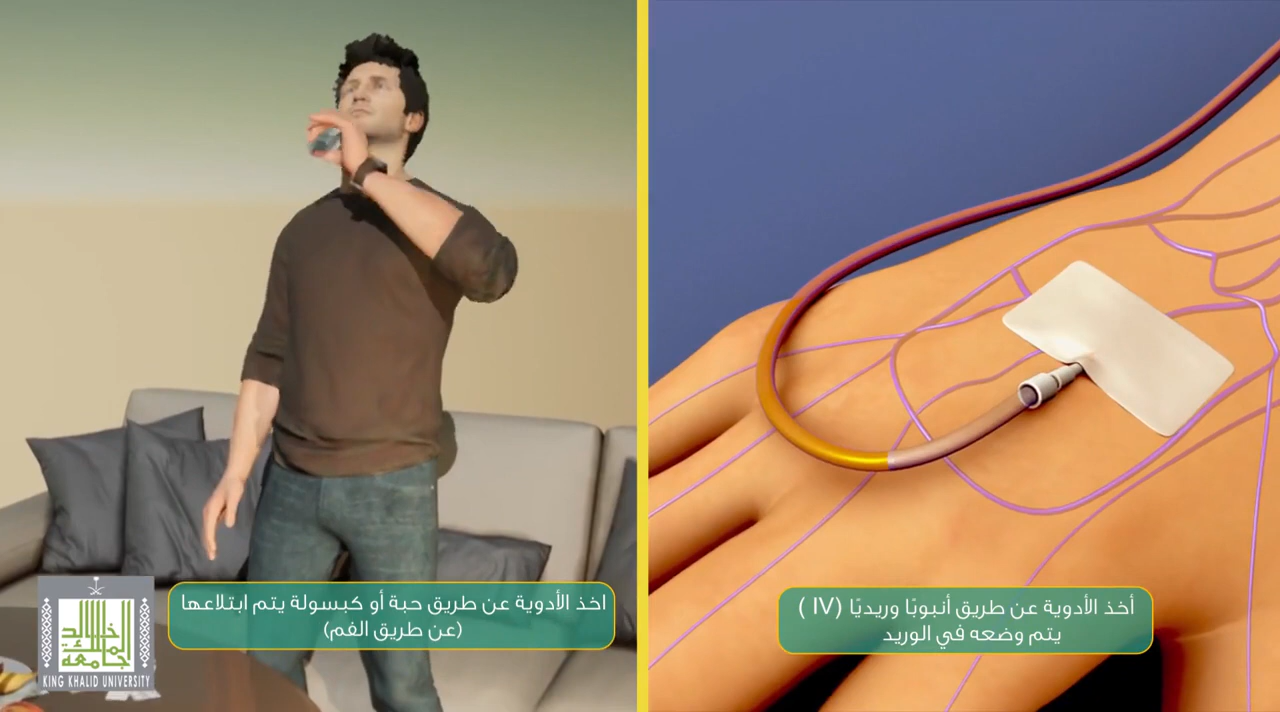 اخذ الأدوية عن طريق حبة أو كبسولة يتم ابتلاعها
(عن طريق الفم)
أخذ الأدوية عن طريق أنبوبًا وريديًا (IV )
يتم وضعه في الوريد
جامعة الملك خالد
KING KHALID UNIVERSITY